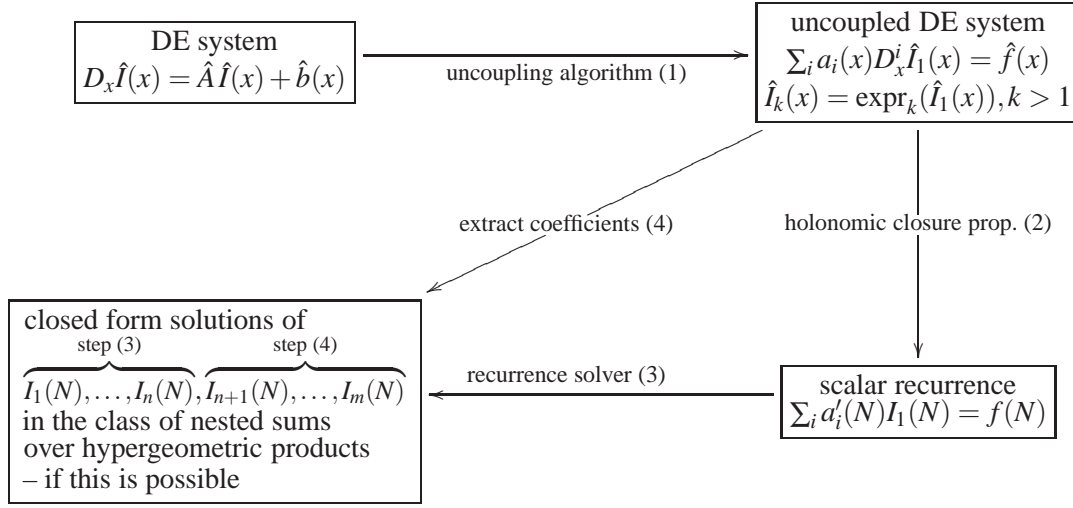 DE system
D_xÎ(x) = ÂÎ(x) + b̂(x)
uncoupling algorithm (1)
uncoupled DE system
∑_i a_i(x)D_x^i Î_1(x) = f̂(x)
Î_k(x) = expr_k(Î_1(x)), k > 1
extract coefficients (4)
holonomic closure prop. (2)
closed form solutions of
step (3) step (4)
I_1(N), …, I_n(N), I_{n+1}(N), …, I_m(N)
in the class of nested sums
over hypergeometric products
– if this is possible
recurrence solver (3)
scalar recurrence
∑_i a′_i(N)I_1(N) = f(N)